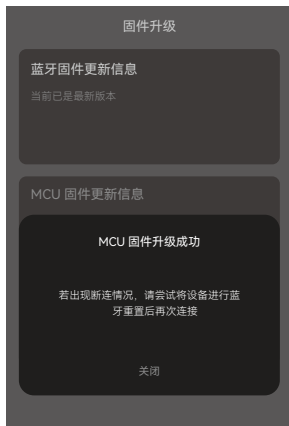 固件升级
蓝牙固件更新信息
当前已是最新版本
MCU 固件更新信息
MCU 固件升级成功
若出现断连情况，请尝试将设备进行蓝
牙重置后再次连接
关闭